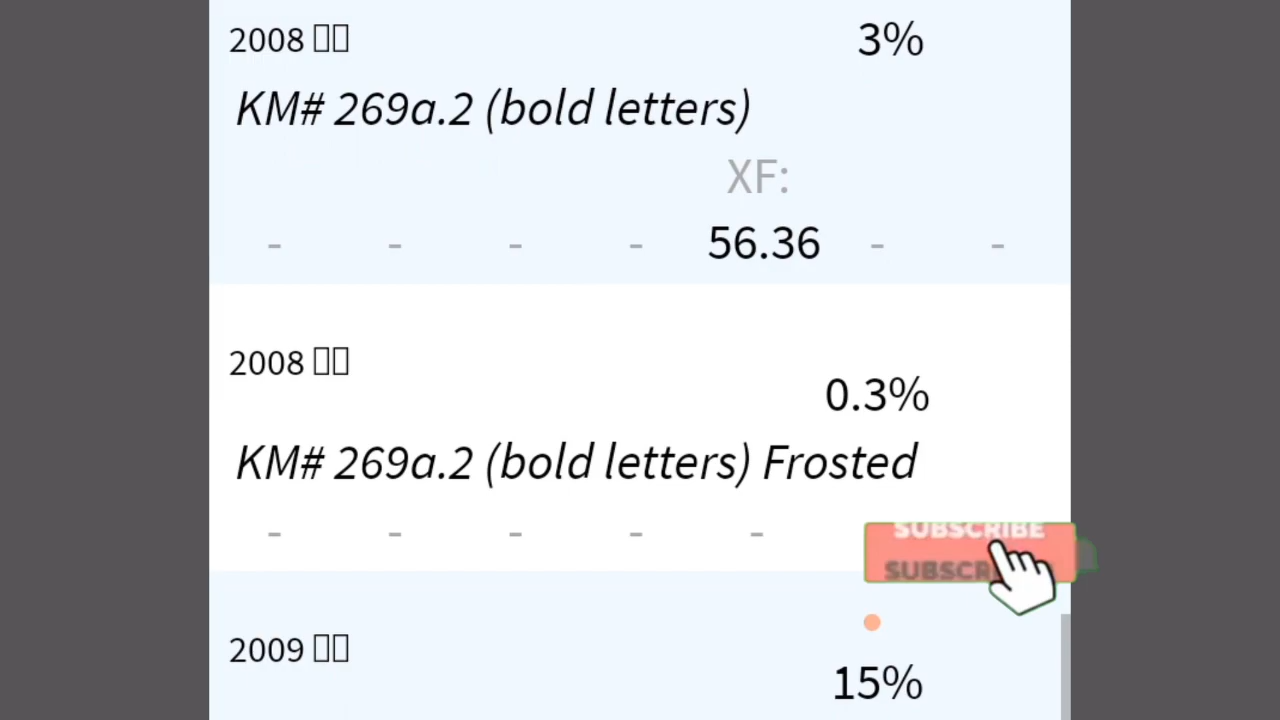 2008
3%
KM# 269a.2 (bold letters)
XF:
- - - - 56.36 - -
2008
0.3%
KM# 269a.2 (bold letters) Frosted
- - - - -
SUBSCRIBE
2009
15%